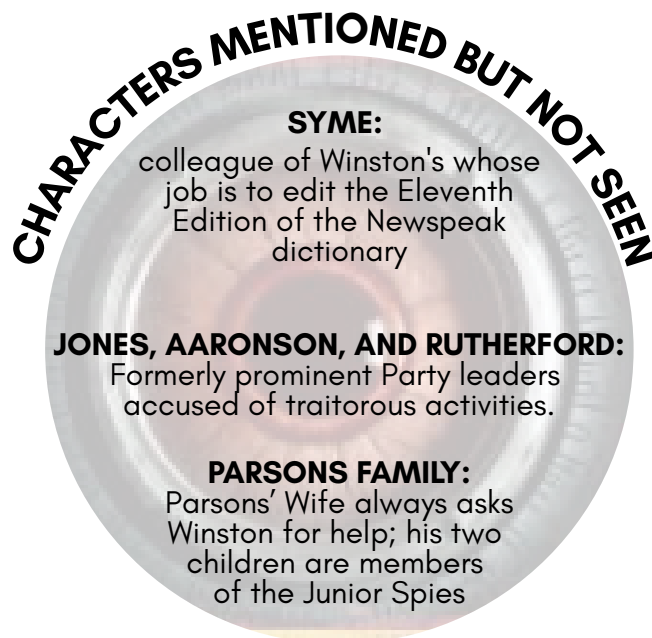 CHARACTERS MENTIONED BUT NOT SEEN
SYME:
colleague of Winston's whose
job is to edit the Eleventh
Edition of the Newspeak
dictionary
JONES, AARONSON, AND RUTHERFORD:
Formerly prominent Party leaders
accused of traitorous activities.
PARSONS FAMILY:
Parsons’ Wife always asks
Winston for help; his two
children are members
of the Junior Spies